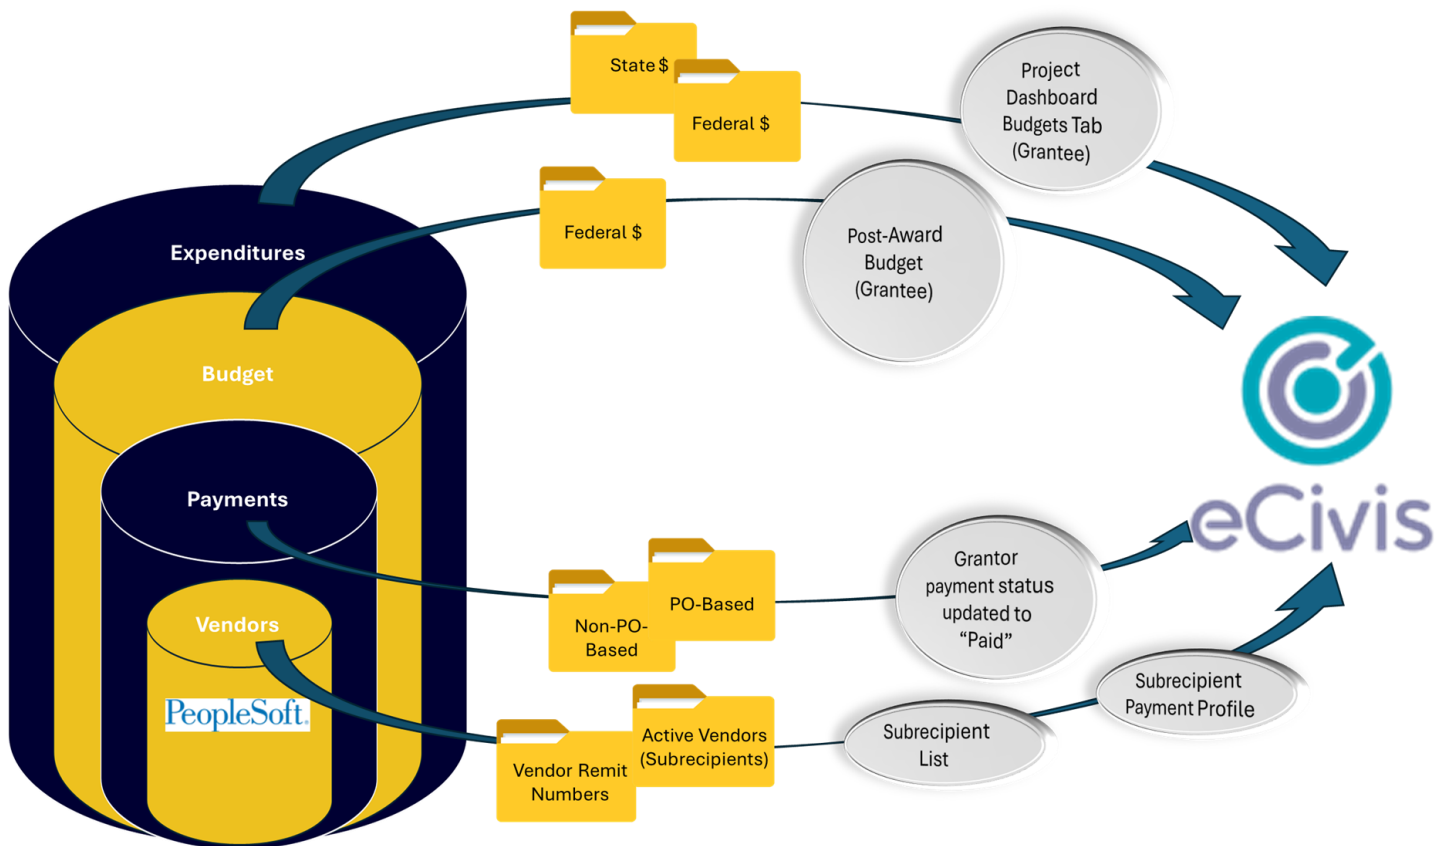 State $
Federal $
Project
Dashboard
Budgets Tab
(Grantee)
Expenditures
Federal $
Post-Award
Budget
(Grantee)
Budget
eCivis
Payments
Non-PO-
Based
PO-Based
Grantor
payment status
updated to
“Paid”
Vendors
PeopleSoft.
Vendor Remit
Numbers
Active Vendors
(Subrecipients)
Subrecipient
List
Subrecipient
Payment Profile